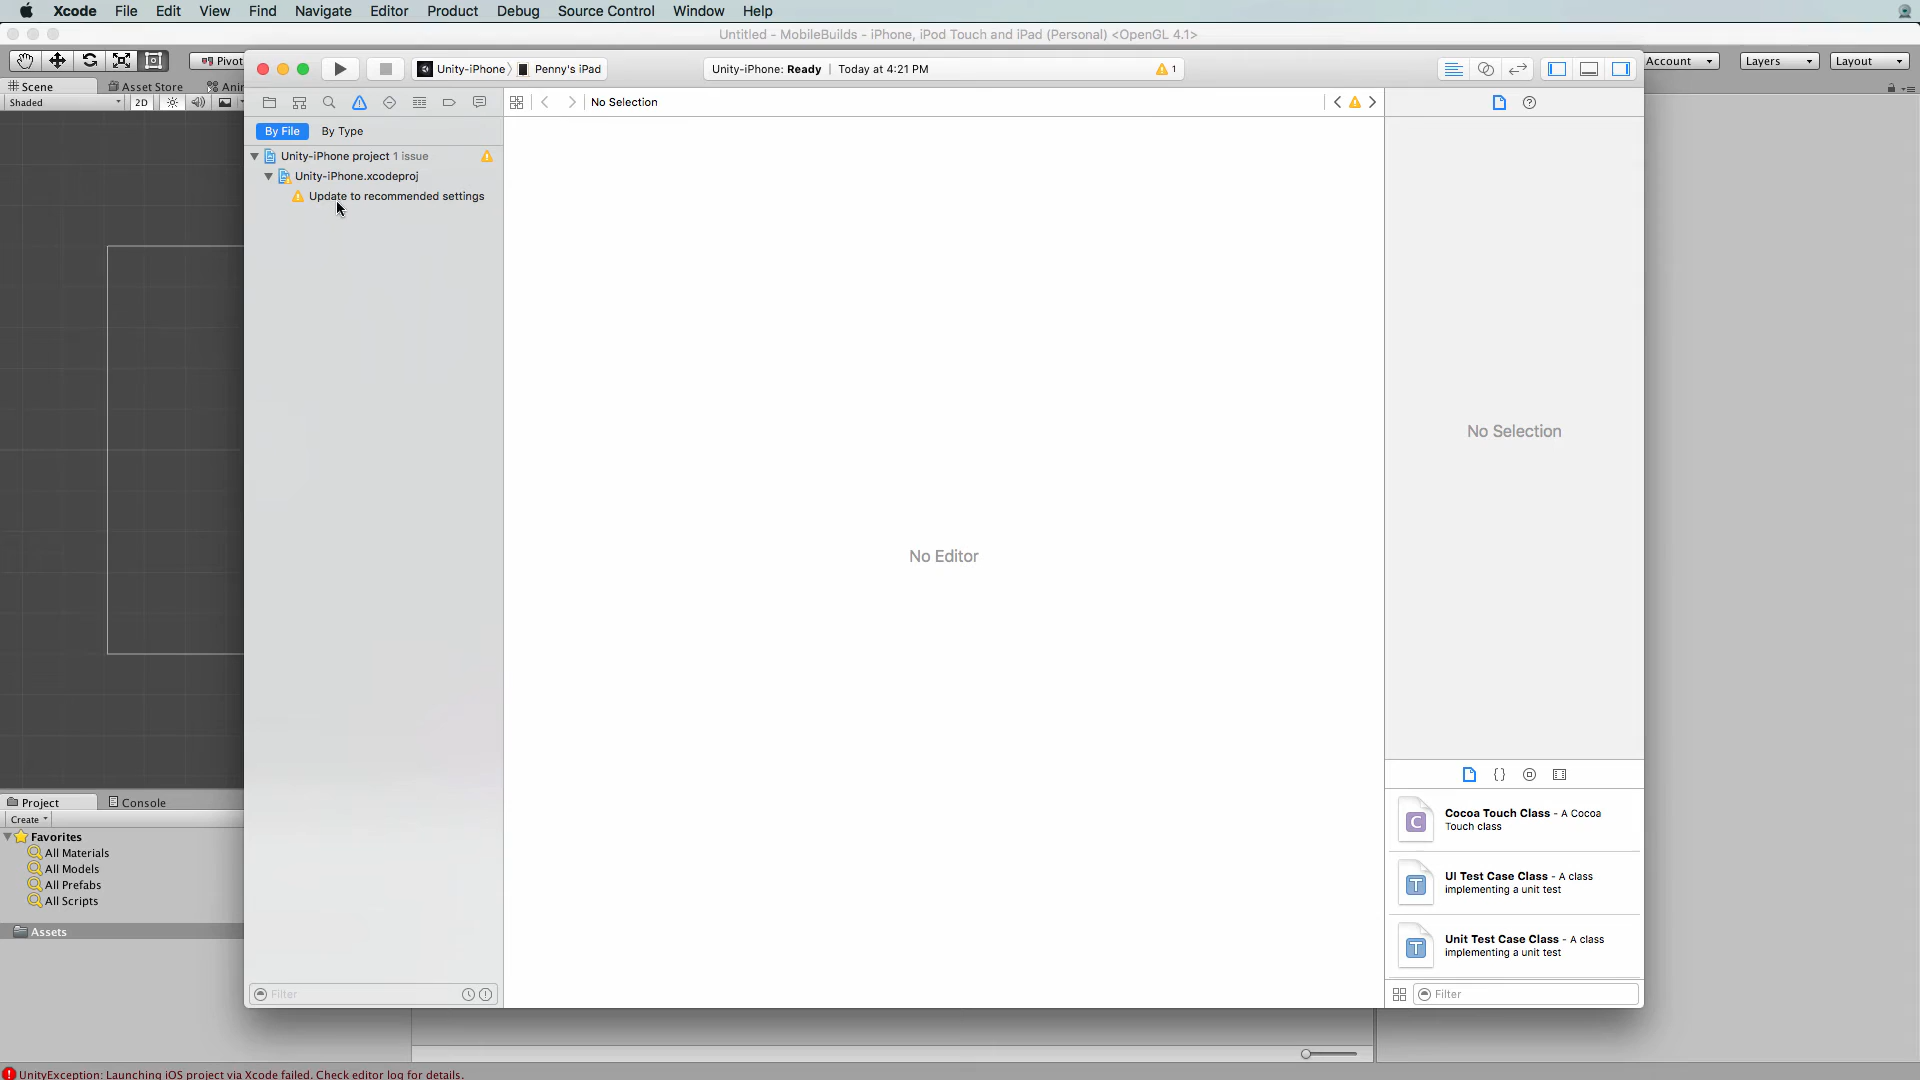 Xcode File Edit View Find Navigate Editor Product Debug Source Control Window Help
Untitled - MobileBuilds - iPhone, iPod Touch and iPad (Personal) <OpenGL 4.1>
Pivot
Account Layers Layout
Unity-iPhone Penny's iPad
Unity-iPhone: Ready | Today at 4:21 PM
1
Scene Asset Store Ani
Shaded 2D
No Selection
By File By Type
Unity-iPhone project 1 issue
Unity-iPhone.xcodeproj
Update to recommended settings
No Editor
No Selection
Project Console
Create
Favorites
All Materials
All Models
All Prefabs
All Scripts
Assets
C
Cocoa Touch Class - A Cocoa
Touch class
T
UI Test Case Class - A class
implementing a unit test
T
Unit Test Case Class - A class
implementing a unit test
Filter
Filter
UnityException: Launching iOS project via Xcode failed. Check editor log for details.